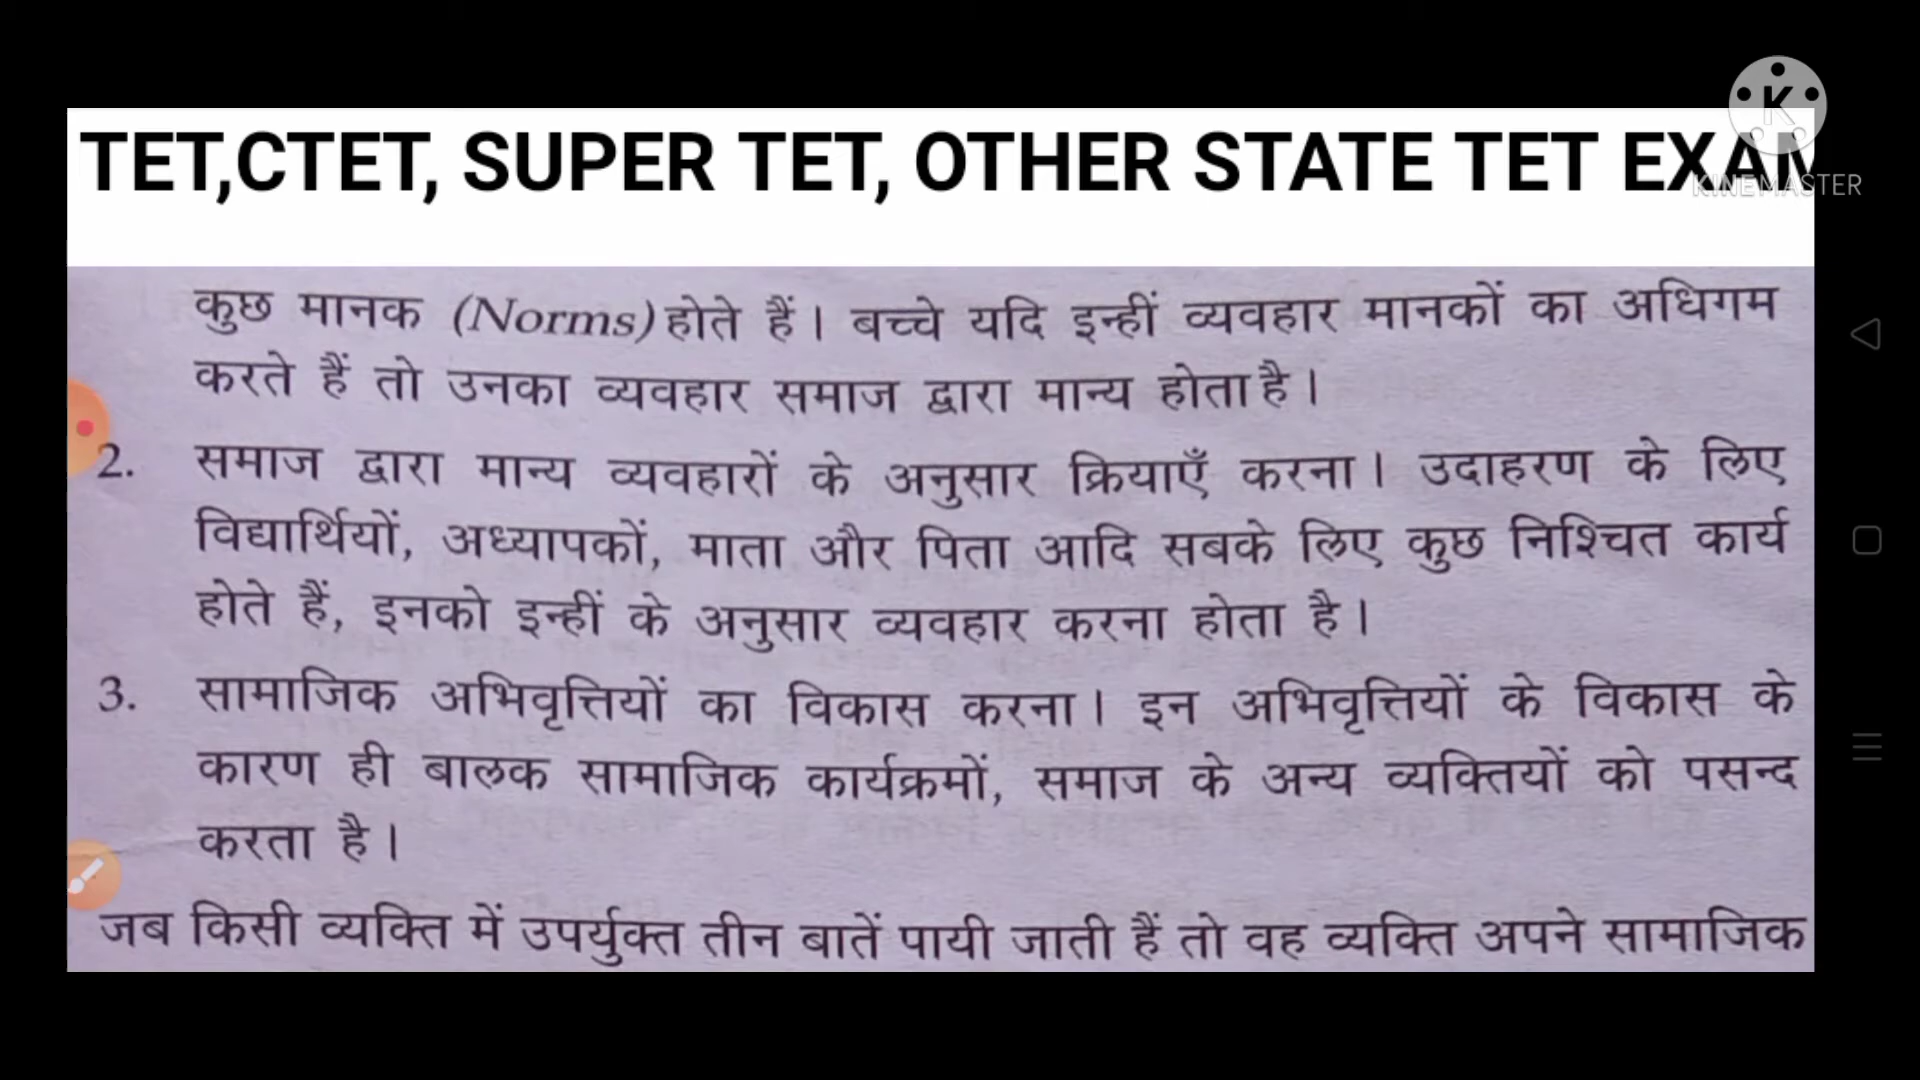 TET,CTET, SUPER TET, OTHER STATE TET EXAM
KINEMASTER
कुछ मानक (Norms) होते हैं। बच्चे यदि इन्हीं व्यवहार मानकों का अधिगम
करते हैं तो उनका व्यवहार समाज द्वारा मान्य होता है।
2. समाज द्वारा मान्य व्यवहारों के अनुसार क्रियाएँ करना। उदाहरण के लिए
विद्यार्थियों, अध्यापकों, माता और पिता आदि सबके लिए कुछ निश्चित कार्य
होते हैं, इनको इन्हीं के अनुसार व्यवहार करना होता है।
3. सामाजिक अभिवृत्तियों का विकास करना। इन अभिवृत्तियों के विकास के
कारण ही बालक सामाजिक कार्यक्रमों, समाज के अन्य व्यक्तियों को पसन्द
करता है।
जब किसी व्यक्ति में उपर्युक्त तीन बातें पायी जाती हैं तो वह व्यक्ति अपने सामाजिक